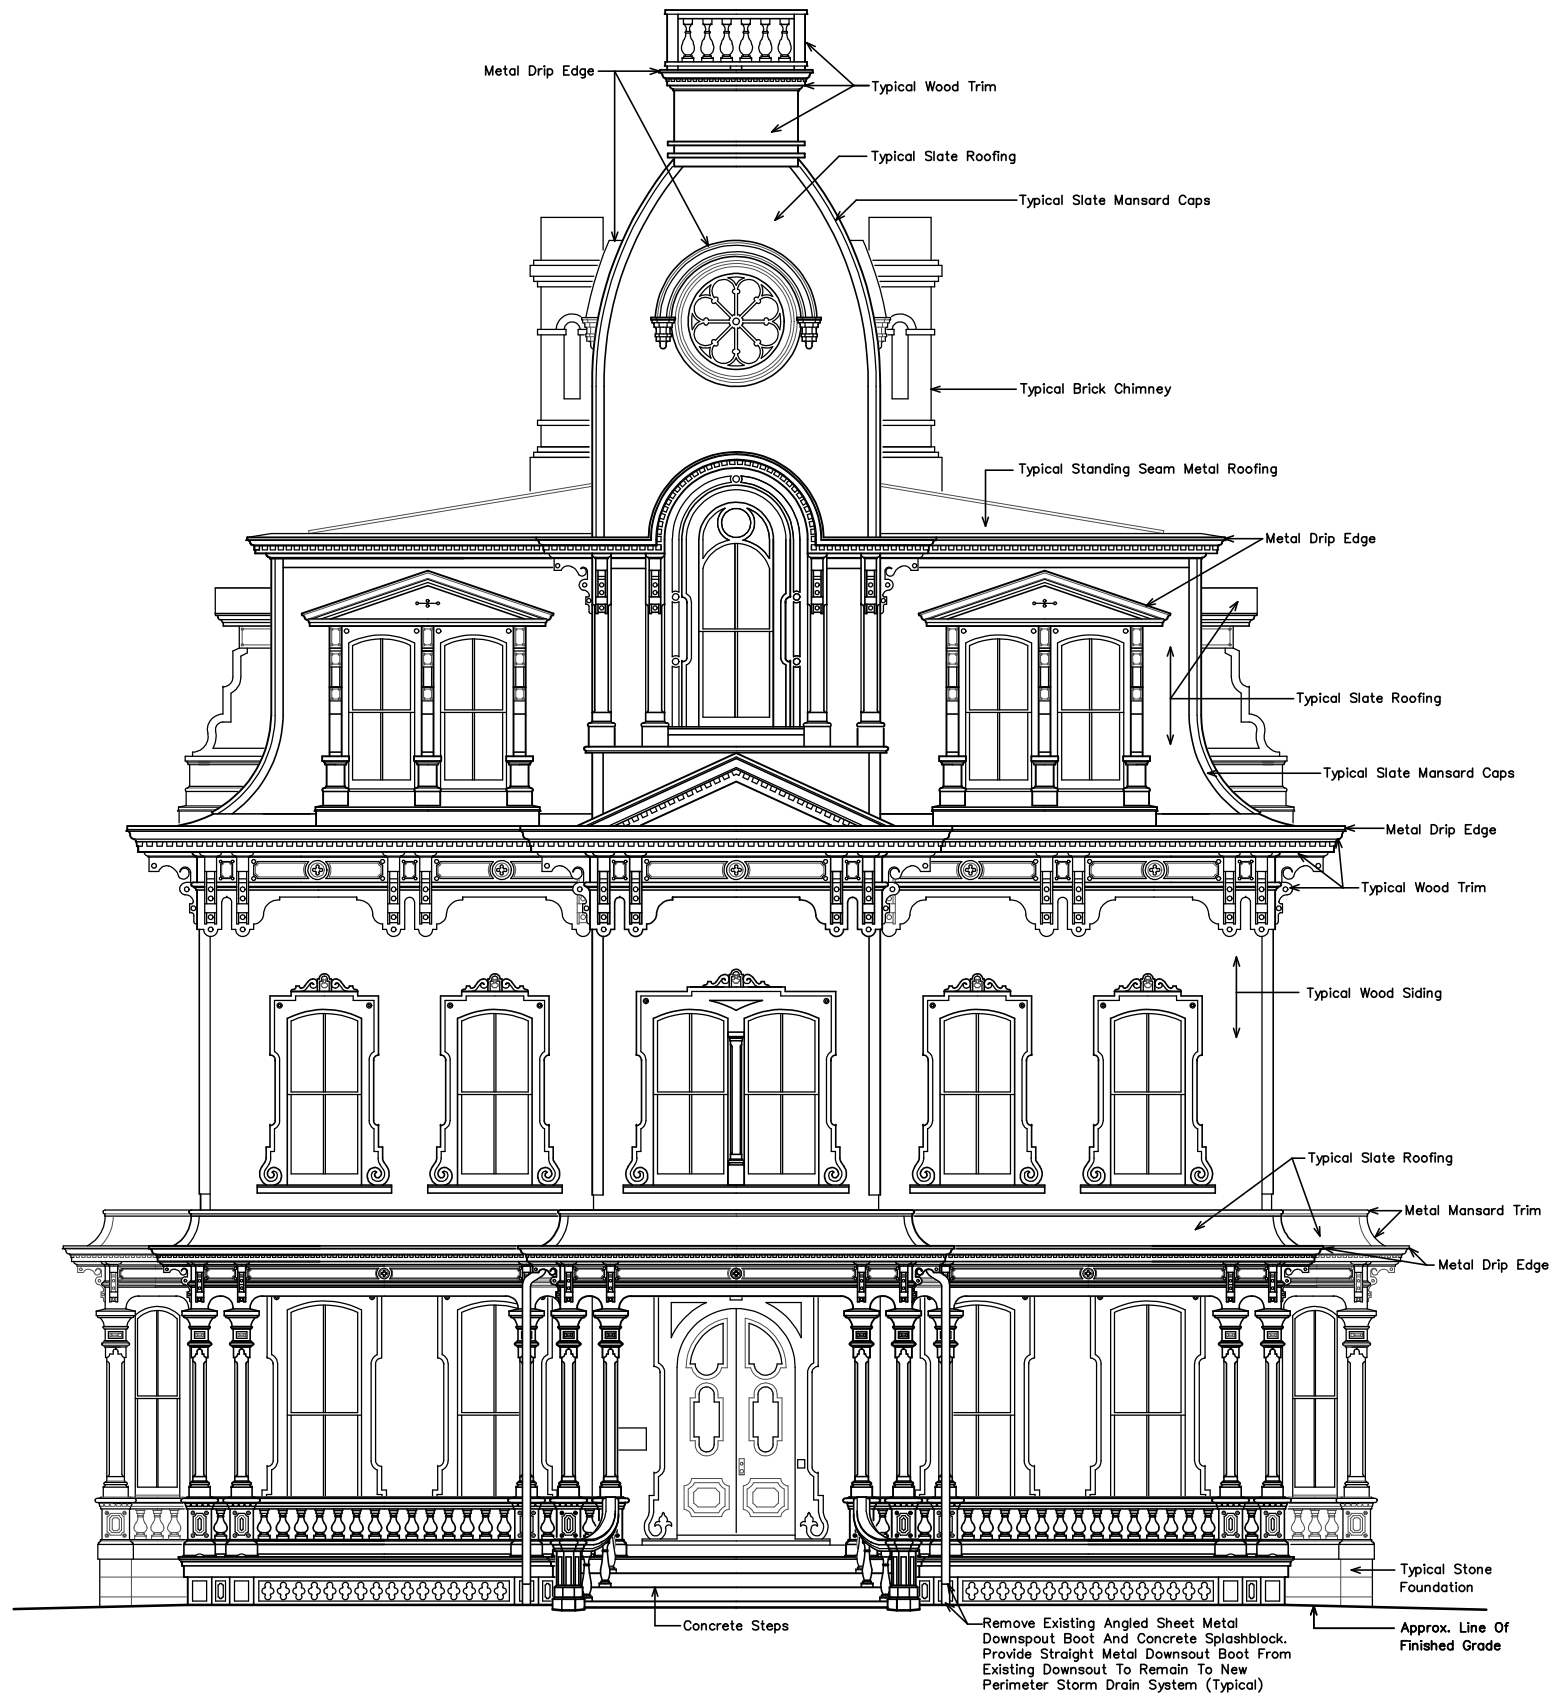 Metal Drip Edge
Typical Wood Trim
Typical Slate Roofing
Typical Slate Mansard Caps
Typical Brick Chimney
Typical Standing Seam Metal Roofing
Metal Drip Edge
Typical Slate Roofing
Typical Slate Mansard Caps
Metal Drip Edge
Typical Wood Trim
Typical Wood Siding
Typical Slate Roofing
Metal Mansard Trim
Metal Drip Edge
Typical Stone
Foundation
Concrete Steps
Remove Existing Angled Sheet Metal
Downspout Boot And Concrete Splashblock.
Provide Straight Metal Downsout Boot From
Existing Downsout To Remain To New
Perimeter Storm Drain System (Typical)
Approx. Line Of
Finished Grade